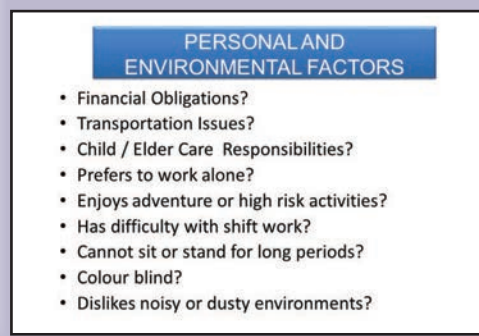 PERSONAL AND
ENVIRONMENTAL FACTORS
• Financial Obligations?
• Transportation Issues?
• Child / Elder Care Responsibilities?
• Prefers to work alone?
• Enjoys adventure or high risk activities?
• Has difficulty with shift work?
• Cannot sit or stand for long periods?
• Colour blind?
• Dislikes noisy or dusty environments?